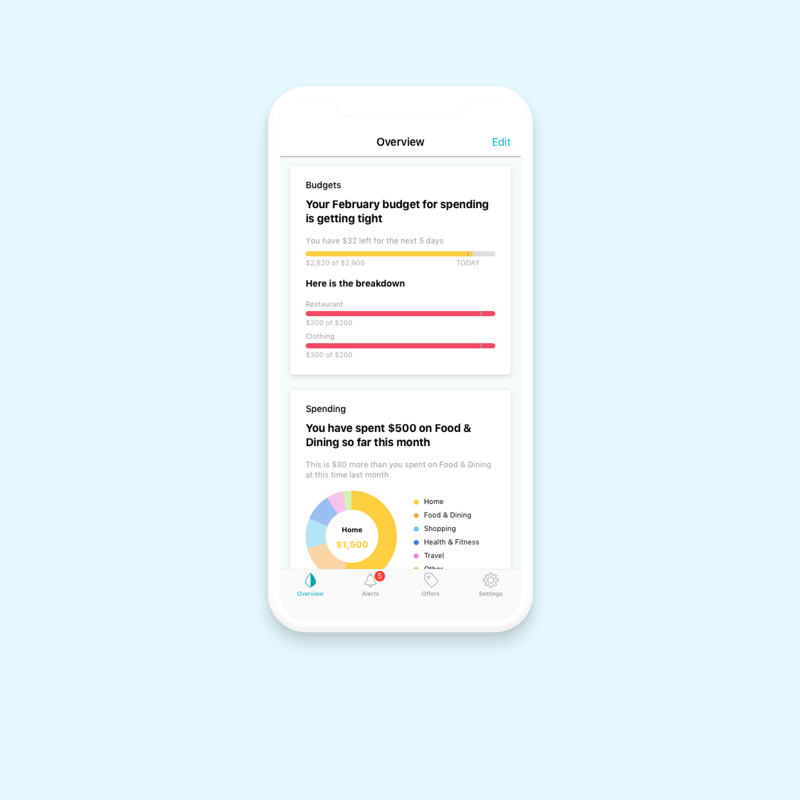 Overview
Edit
Budgets
Your February budget for spending
is getting tight
You have $32 left for the next 5 days
$2,820 of $2,900
TODAY
Here is the breakdown
Restaurant
$300 of $200
Clothing
$300 of $200
Spending
You have spent $500 on Food &
Dining so far this month
This is $80 more than you spent on Food & Dining
at this time last month
Home
$1,500
Home
Food & Dining
Shopping
Health & Fitness
Travel
Other
5
Overview
Alerts
Offers
Settings